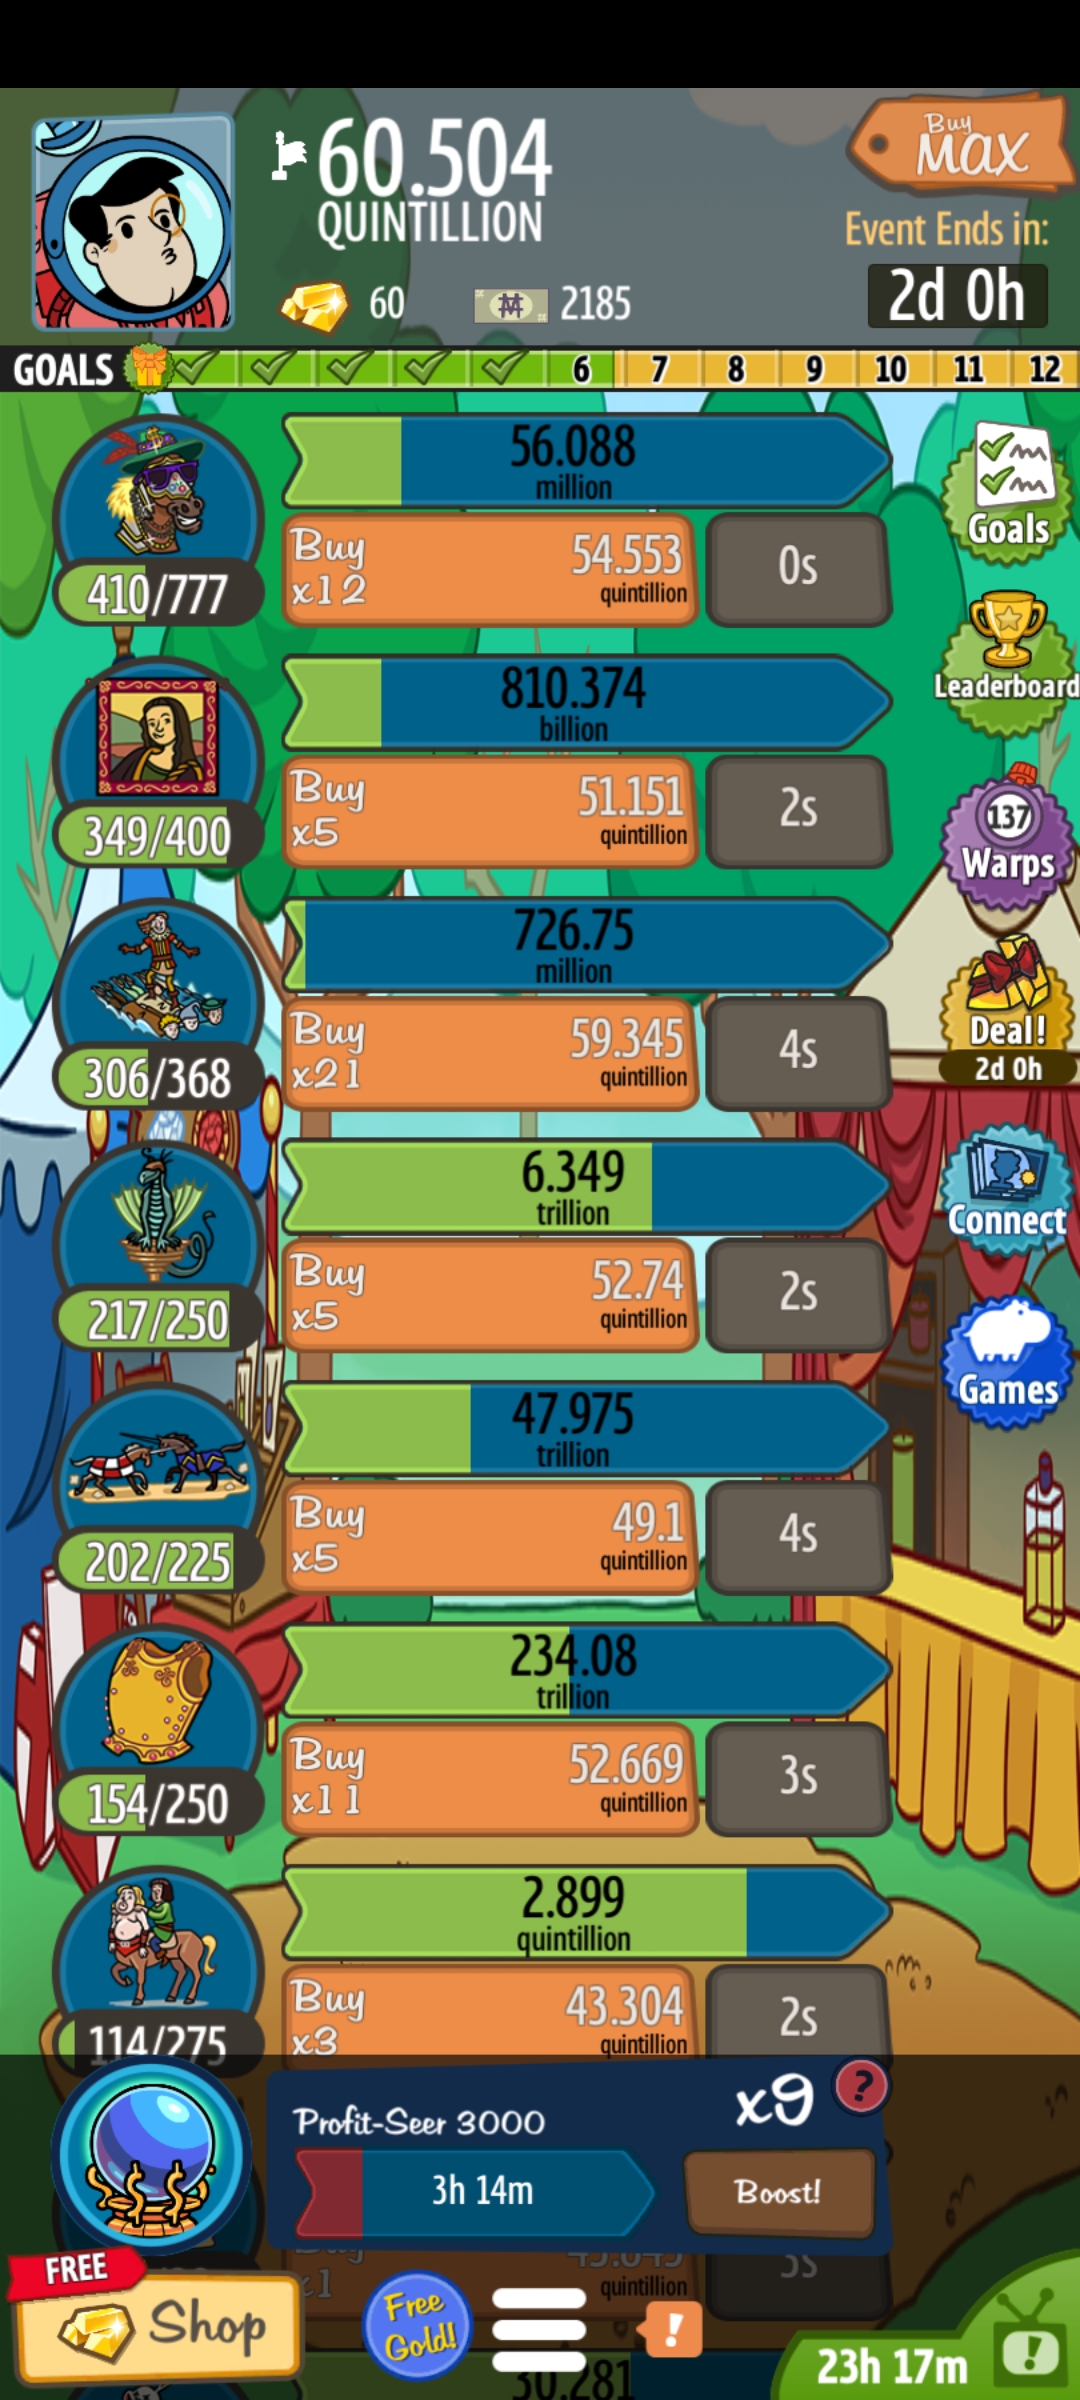 60.504
QUINTILLION
Buy
MAX
Event Ends in:
2d 0h
60
2185
GOALS
6 7 8 9 10 11 12
56.088
million
Buy
x12
54.553
quintillion
0s
410/777
Goals
Leaderboard
810.374
billion
Buy
x5
51.151
quintillion
2s
349/400
137
Warps
726.75
million
Buy
x21
59.345
quintillion
4s
306/368
Deal!
2d 0h
6.349
trillion
Buy
x5
52.74
quintillion
2s
217/250
Connect
Games
47.975
trillion
Buy
x5
49.1
quintillion
4s
202/225
234.08
trillion
Buy
x11
52.669
quintillion
3s
154/250
2.899
quintillion
Buy
x3
43.304
quintillion
2s
114/275
Profit-Seer 3000
x9
?
3h 14m
Boost!
Buy
x1
quintillion
FREE
Shop
Free
Gold!
!
30.281
23h 17m
!